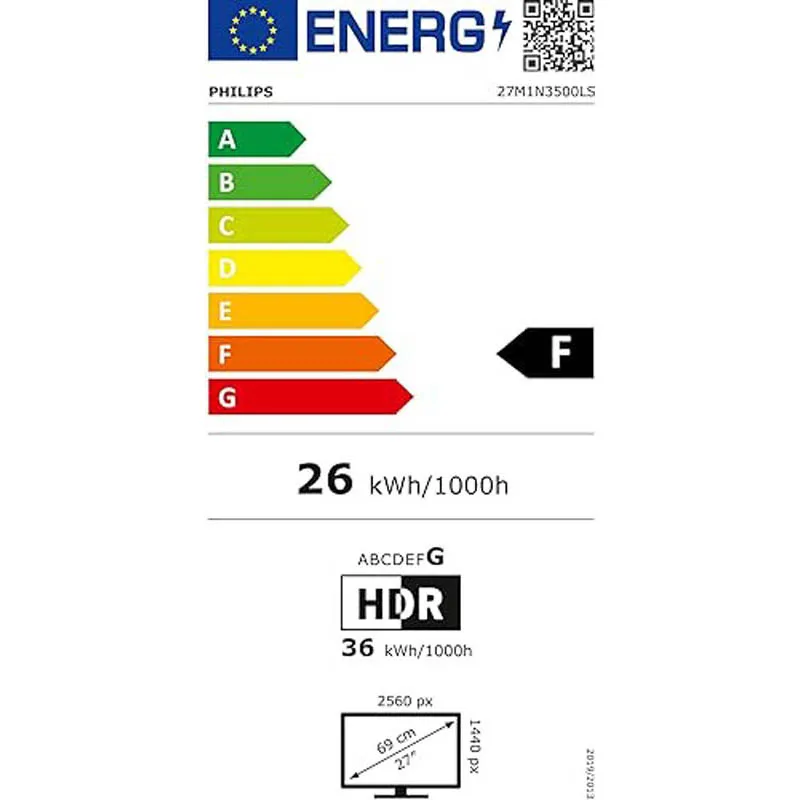 ENERG
PHILIPS
27M1N3500LS
A
B
C
D
E
F
G
F
26 kWh/1000h
ABCDEFG
HDR
36 kWh/1000h
2560 px
1440 px
69 cm
27"
2019/2013